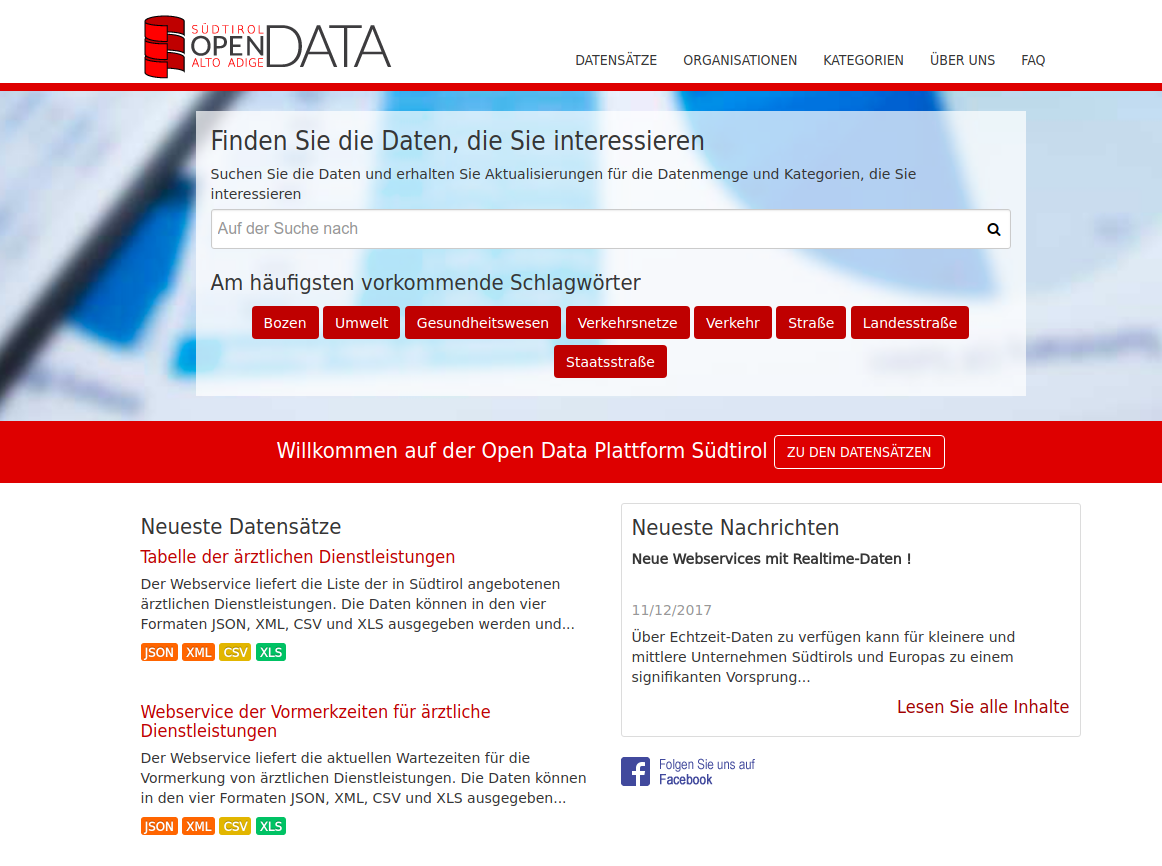 SÜDTIROL
OPEN DATA
ALTO ADIGE
DATENSÄTZE ORGANISATIONEN KATEGORIEN ÜBER UNS FAQ
Finden Sie die Daten, die Sie interessieren
Suchen Sie die Daten und erhalten Sie Aktualisierungen für die Datenmenge und Kategorien, die Sie
interessieren
Auf der Suche nach
Am häufigsten vorkommende Schlagwörter
Bozen Umwelt Gesundheitswesen Verkehrsnetze Verkehr Straße Landesstraße
Staatsstraße
Willkommen auf der Open Data Plattform Südtirol ZU DEN DATENSÄTZEN
Neueste Datensätze
Tabelle der ärztlichen Dienstleistungen
Der Webservice liefert die Liste der in Südtirol angebotenen
ärztlichen Dienstleistungen. Die Daten können in den vier
Formaten JSON, XML, CSV und XLS ausgegeben werden und...
JSON XML CSV XLS
Webservice der Vormerkzeiten für ärztliche
Dienstleistungen
Der Webservice liefert die aktuellen Wartezeiten für die
Vormerkung von ärztlichen Dienstleistungen. Die Daten können
in den vier Formaten JSON, XML, CSV und XLS ausgegeben...
JSON XML CSV XLS
Neueste Nachrichten
Neue Webservices mit Realtime-Daten !
11/12/2017
Über Echtzeit-Daten zu verfügen kann für kleinere und
mittlere Unternehmen Südtirols und Europas zu einem
signifikanten Vorsprung...
Lesen Sie alle Inhalte
Folgen Sie uns auf
Facebook